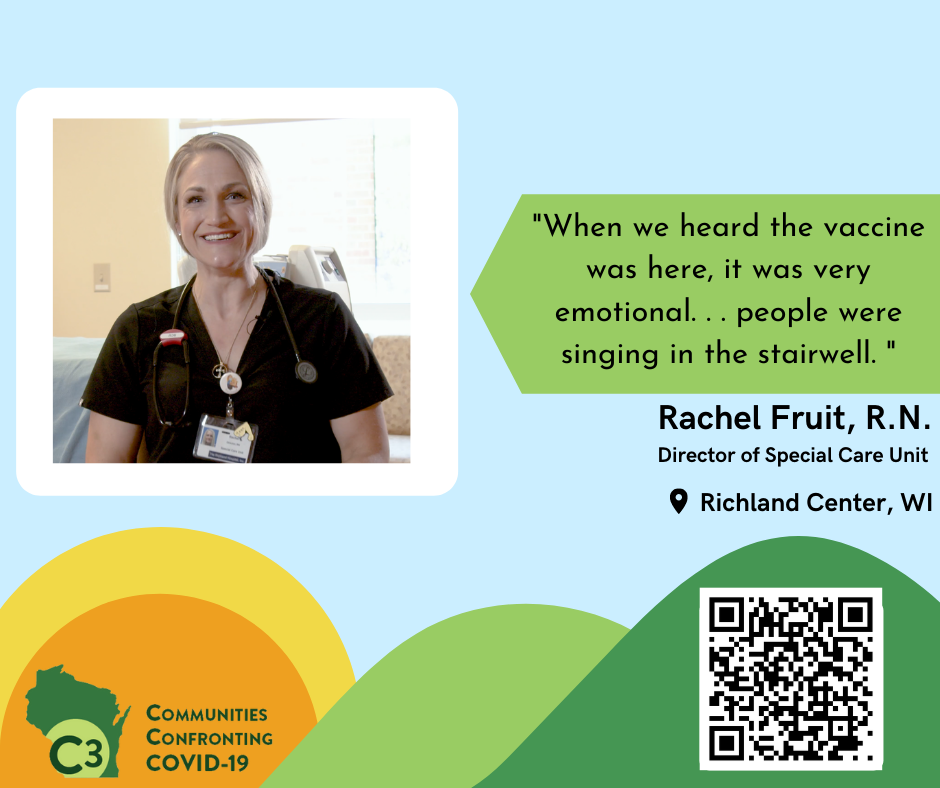 "When we heard the vaccine
was here, it was very
emotional. . . people were
singing in the stairwell. "
Rachel Fruit, R.N.
Director of Special Care Unit
Richland Center, WI
C3
COMMUNITIES
CONFRONTING
COVID-19